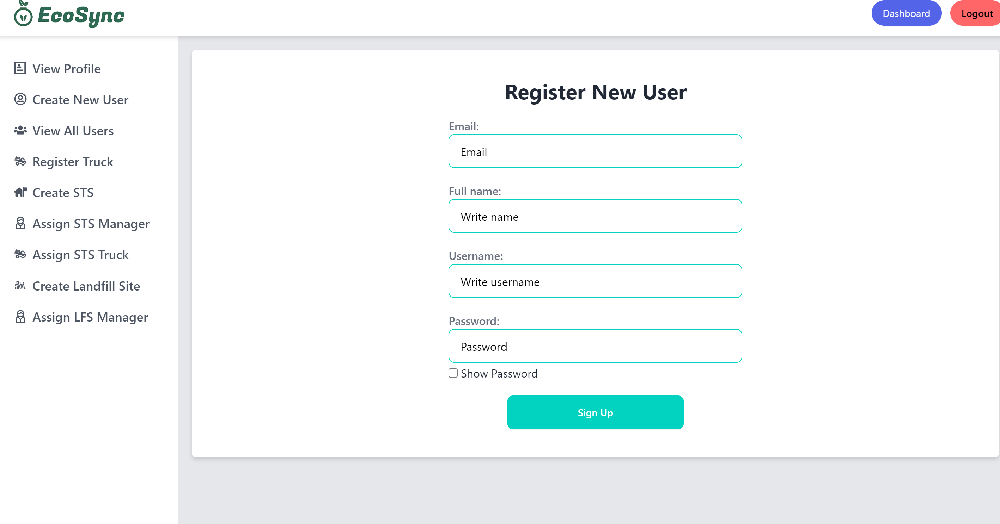 EcoSync
Dashboard
Logout
View Profile
Create New User
View All Users
Register Truck
Create STS
Assign STS Manager
Assign STS Truck
Create Landfill Site
Assign LFS Manager
Register New User
Email:
Email
Full name:
Write name
Username:
Write username
Password:
Password
Show Password
Sign Up